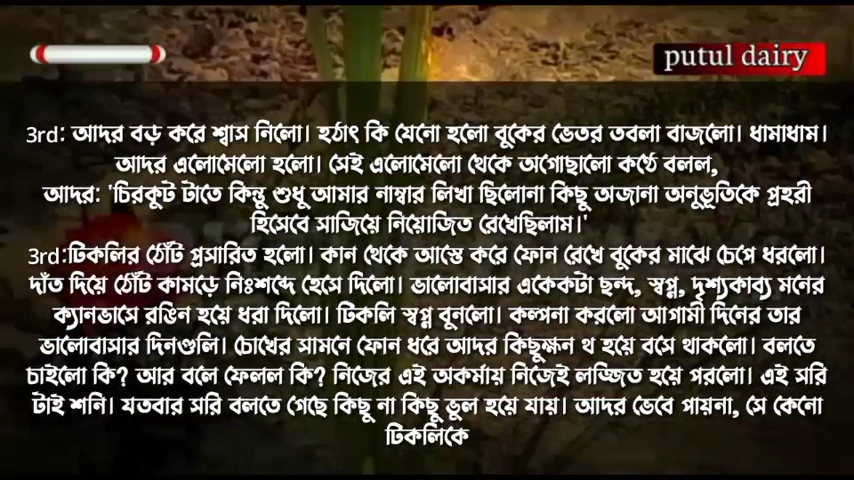 putul dairy
3rd: আদর বড় করে শ্বাস নিলো। হঠাৎ কি যেনো হলো বুকের ভেতর তবলা বাজলো। ধামাধাম।
আদর এলোমেলো হলো। সেই এলোমেলো থেকে অগোছালো কণ্ঠে বলল,
আদর: 'চিরকুট টাতে কিন্তু শুধু আমার নাম্বার লিখা ছিলোনা কিছু অজানা অনুভূতিকে প্রহরী
হিসেবে সাজিয়ে নিয়োজিত রেখেছিলাম।'
3rd:টিকলির ঠোঁট প্রসারিত হলো। কান থেকে আস্তে করে ফোন রেখে বুকের মাঝে চেপে ধরলো।
দাঁত দিয়ে ঠোঁট কামড়ে নিঃশব্দে হেসে দিলো। ভালোবাসার একেকটা ছন্দ, স্বপ্ন, দৃশ্যকাব্য মনের
ক্যানভাসে রঙিন হয়ে ধরা দিলো। টিকলি স্বপ্ন বুনলো। কল্পনা করলো আগামী দিনের তার
ভালোবাসার দিনগুলি। চোখের সামনে ফোন ধরে আদর কিছুক্ষন থ হয়ে বসে থাকলো। বলতে
চাইলো কি? আর বলে ফেলল কি? নিজের এই অকর্মায় নিজেই লজ্জিত হয়ে পরলো। এই সরি
টাই শনি। যতবার সরি বলতে গেছে কিছু না কিছু ভুল হয়ে যায়। আদর ভেবে পায়না, সে কেনো
টিকলিকে